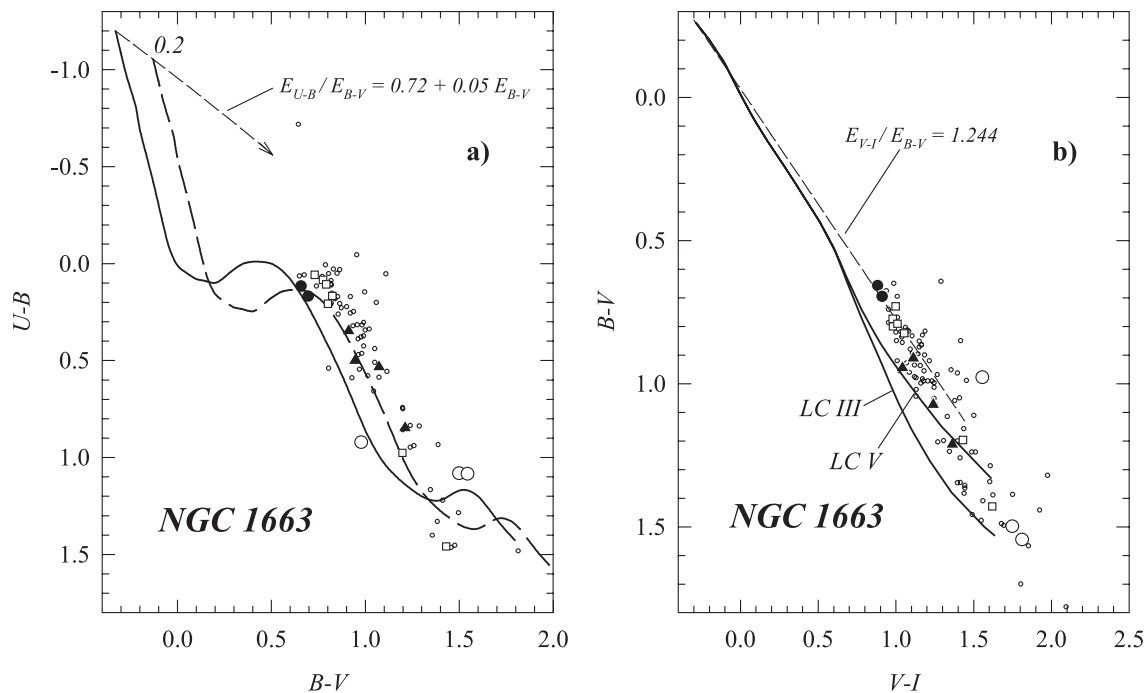 -1.0
-0.5
0.0
0.5
1.0
1.5
U-B
0.2
E_{U-B} / E_{B-V} = 0.72 + 0.05 E_{B-V}
a)
NGC 1663
0.0 0.5 1.0 1.5 2.0
B-V
0.0
0.5
1.0
1.5
B-V
E_{V-I} / E_{B-V} = 1.244
b)
LC III
LC V
NGC 1663
0.0 0.5 1.0 1.5 2.0 2.5
V-I